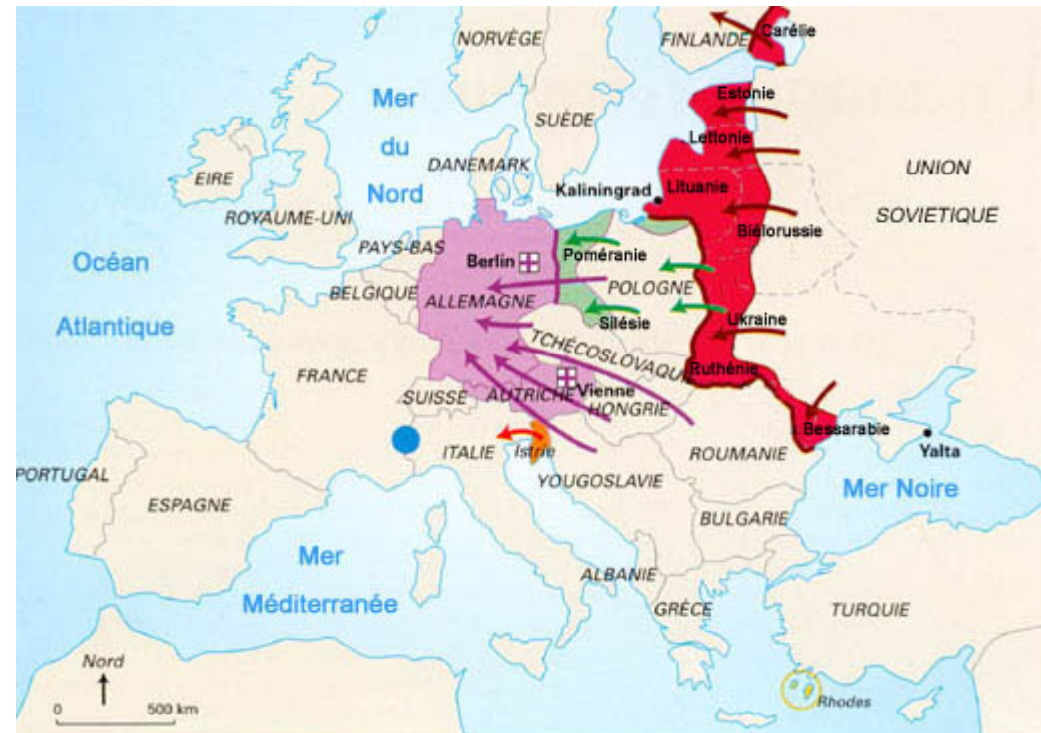 NORVÈGE
FINLANDE
Carélie
Mer
du
Nord
SUÈDE
Estonie
Lettonie
DANEMARK
EIRE
Kaliningrad
Lituanie
UNION
SOVIETIQUE
ROYAUME-UNI
Biélorussie
PAYS-BAS
Poméranie
Océan
Atlantique
Berlin
BELGIQUE
ALLEMAGNE
POLOGNE
Silésie
Ukraine
TCHÉCOSLOVAQUI
FRANCE
Ruthénie
SUISSE
AUTRICHE
Vienne
HONGRIE
Bessarabie
ITALIE
Istrie
ROUMANIE
Yalta
PORTUGAL
ESPAGNE
YOUGOSLAVIE
Mer Noire
BULGARIE
Mer
Méditerranée
ALBANIE
GRÈCE
TURQUIE
Nord
Rhodes
0 500 km